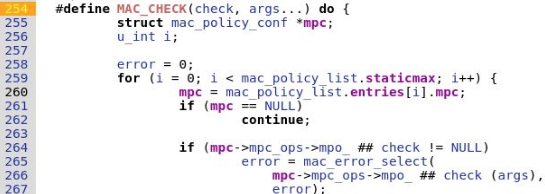 254 #define MAC_CHECK(check, args...) do {
255 struct mac_policy_conf *mpc;
256 u_int i;
257
258 error = 0;
259 for (i = 0; i < mac_policy_list.staticmax; i++) {
260 mpc = mac_policy_list.entries[i].mpc;
261 if (mpc == NULL)
262 continue;
263
264 if (mpc->mpc_ops->mpo_ ## check != NULL)
265 error = mac_error_select(
266 mpc->mpc_ops->mpo_ ## check (args),
267 error);